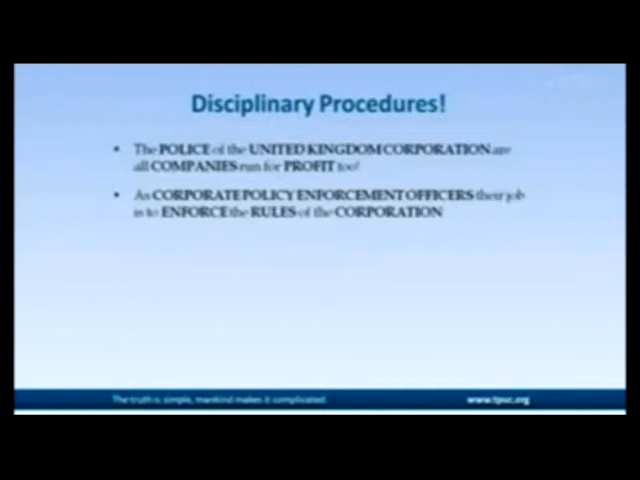 Disciplinary Procedures!
• The POLICE of the UNITED KINGDOM CORPORATION are
all COMPANIES run for PROFIT too!
• As CORPORATE POLICY ENFORCEMENT OFFICERS their job
is to ENFORCE the RULES of the CORPORATION
The truth is simple, mankind makes it complicated
www.tpuc.org